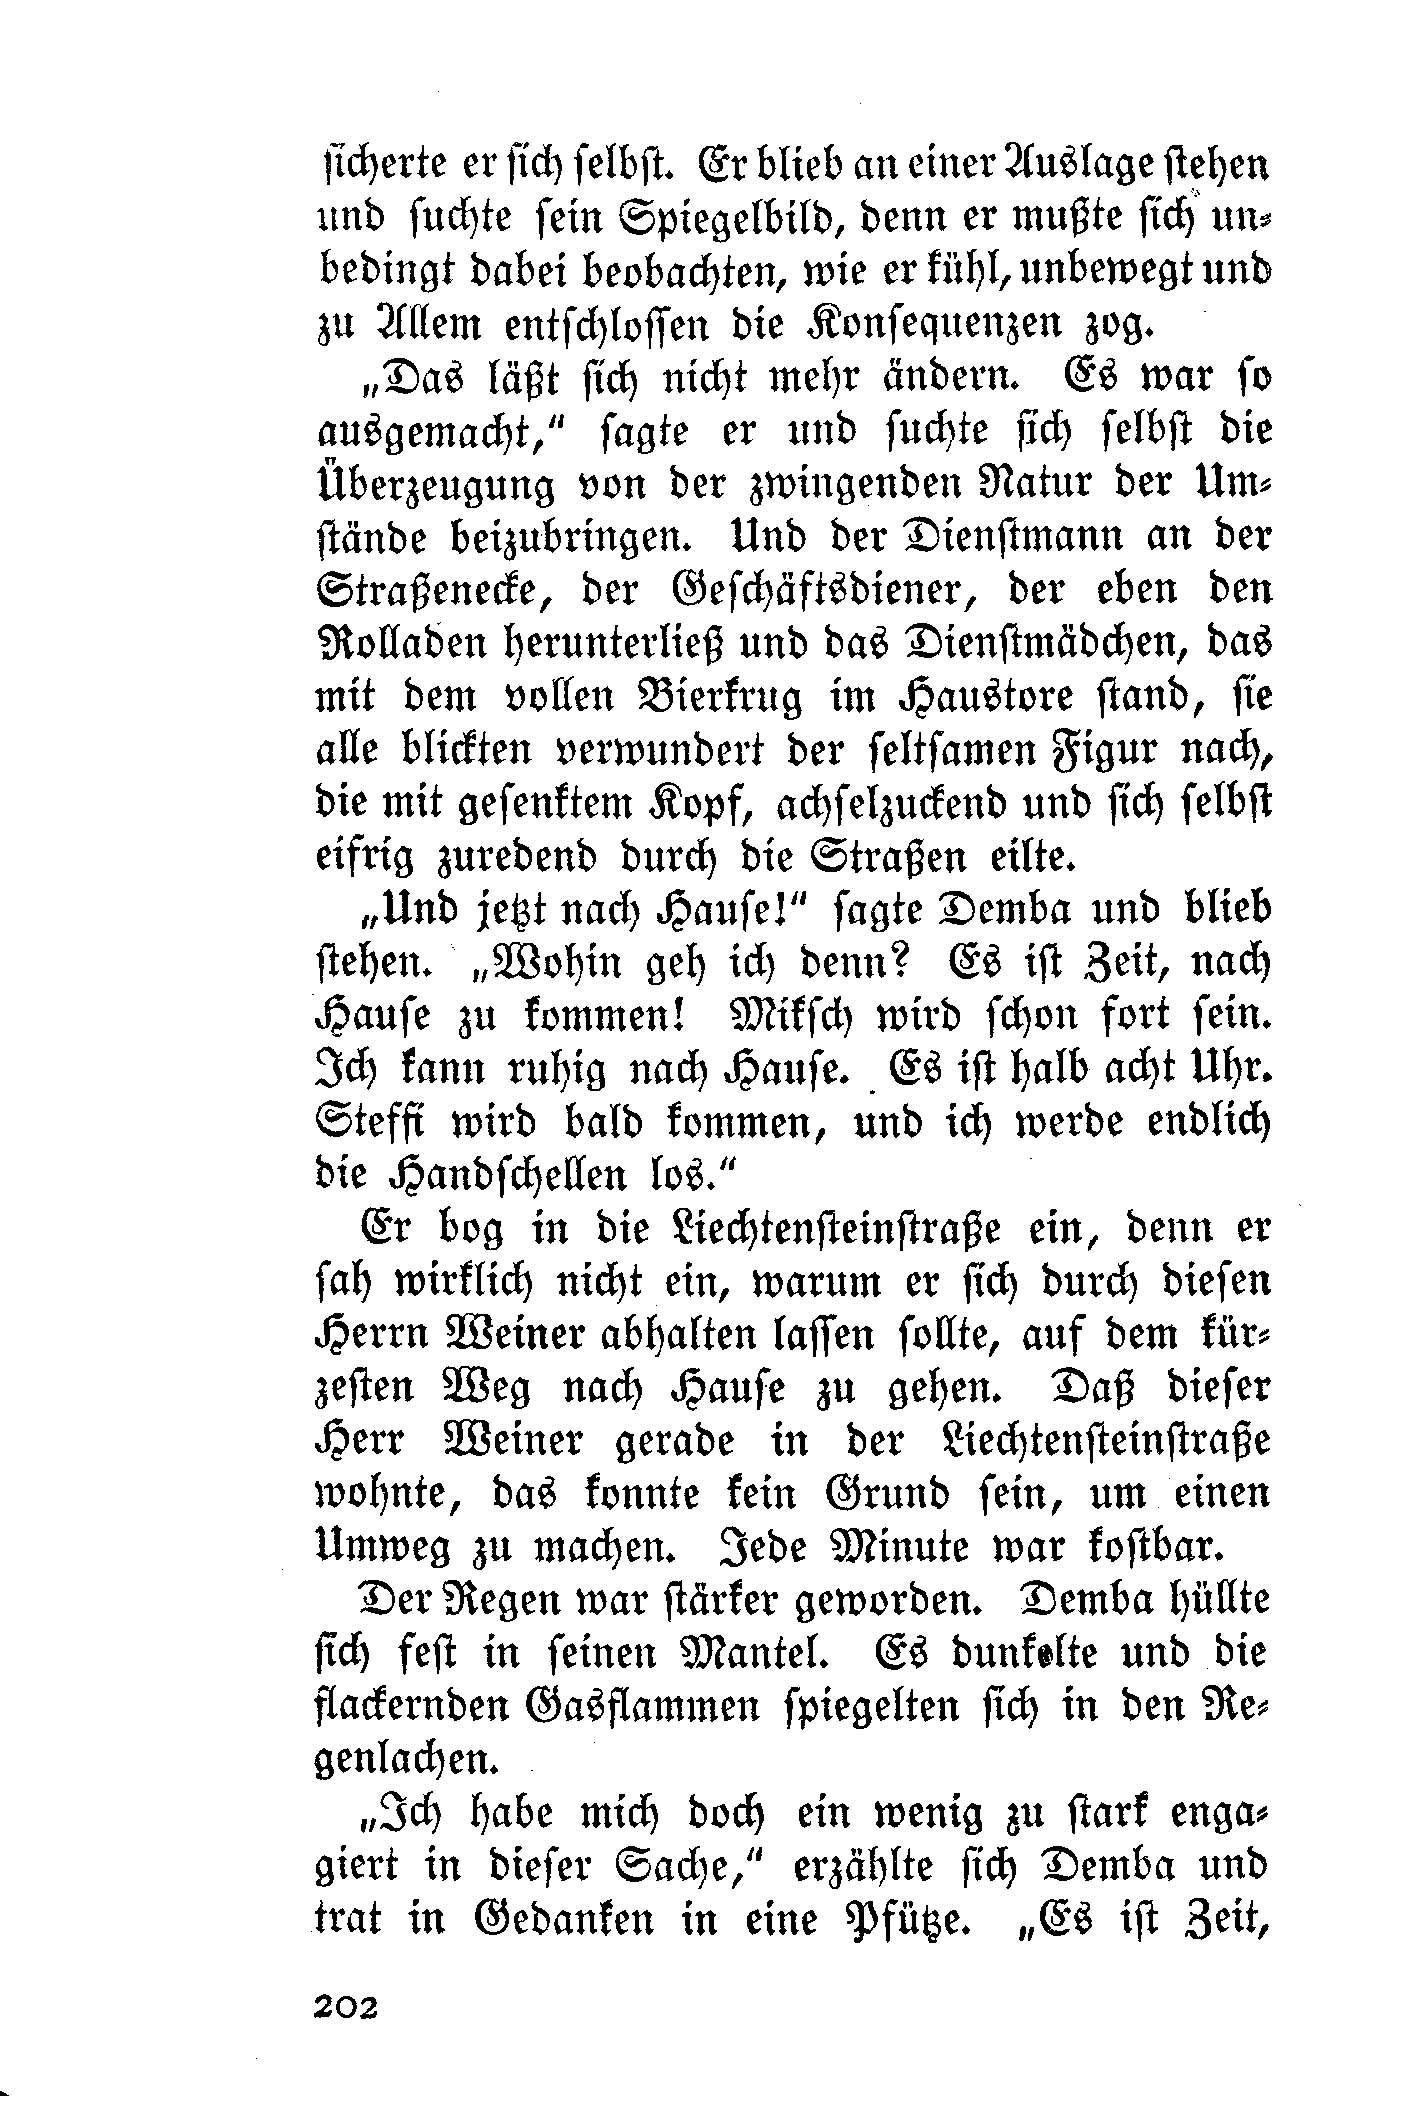 sicherte er sich selbst. Er blieb an einer Auslage stehen
und suchte sein Spiegelbild, denn er mußte sich un-
bedingt dabei beobachten, wie er kühl, unbewegt und
zu Allem entschlossen die Konsequenzen zog.
„Das läßt sich nicht mehr ändern. Es war so
ausgemacht,“ sagte er und suchte sich selbst die
Überzeugung von der zwingenden Natur der Um-
stände beizubringen. Und der Dienstmann an der
Straßenecke, der Geschäftsdiener, der eben den
Rolladen herunterließ und das Dienstmädchen, das
mit dem vollen Bierkrug im Haustore stand, sie
alle blickten verwundert der seltsamen Figur nach,
die mit gesenktem Kopf, achselzuckend und sich selbst
eifrig zuredend durch die Straßen eilte.
„Und jetzt nach Hause!“ sagte Demba und blieb
stehen. „Wohin geh ich denn? Es ist Zeit, nach
Hause zu kommen! Miksch wird schon fort sein.
Ich kann ruhig nach Hause. Es ist halb acht Uhr.
Steffi wird bald kommen, und ich werde endlich
die Handschellen los.“
Er bog in die Liechtensteinstraße ein, denn er
sah wirklich nicht ein, warum er sich durch diesen
Herrn Weiner abhalten lassen sollte, auf dem kür-
zesten Weg nach Hause zu gehen. Daß dieser
Herr Weiner gerade in der Liechtensteinstraße
wohnte, das konnte kein Grund sein, um einen
Umweg zu machen. Jede Minute war kostbar.
Der Regen war stärker geworden. Demba hüllte
sich fest in seinen Mantel. Es dunkelte und die
flackernden Gasflammen spiegelten sich in den Re-
genlachen.
„Ich habe mich doch ein wenig zu stark enga-
giert in dieser Sache,“ erzählte sich Demba und
trat in Gedanken in eine Pfütze. „Es ist Zeit,
202